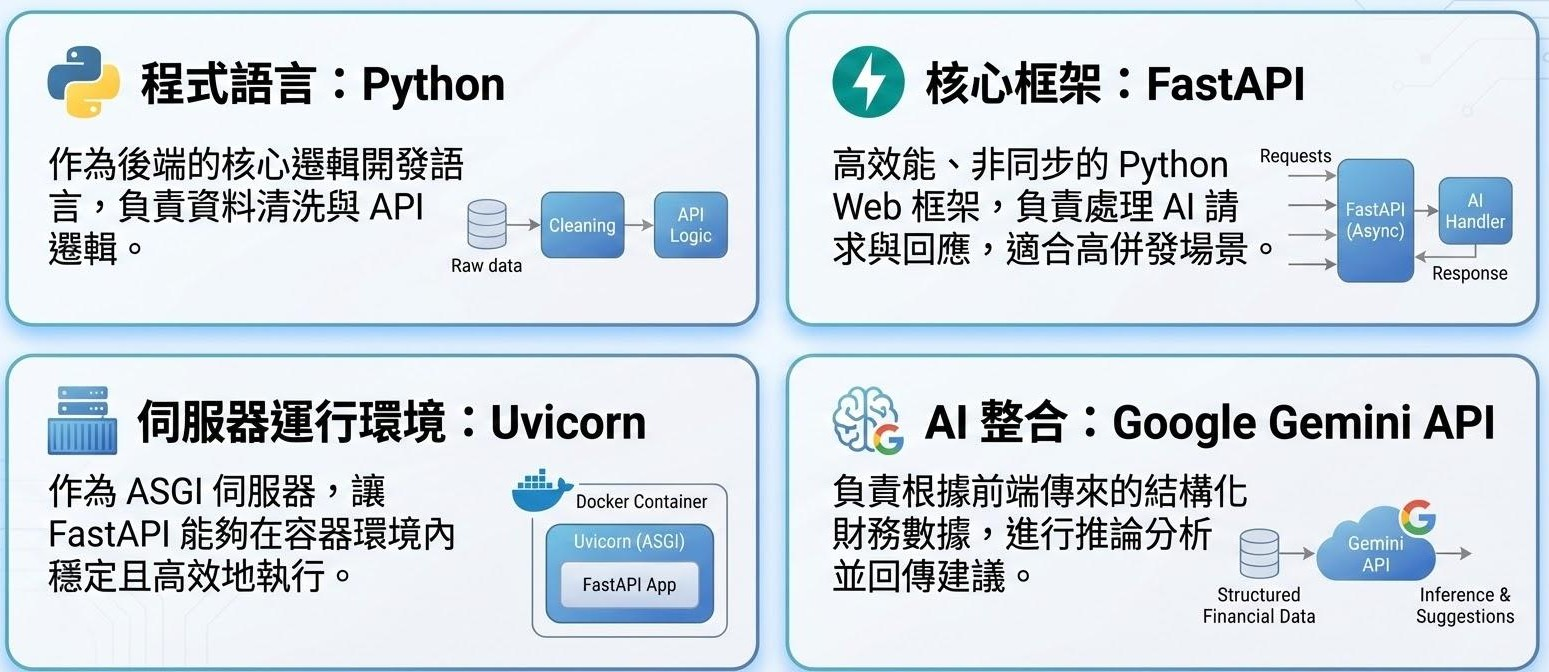 程式語言：Python
作為後端的核心邏輯開發語
言，負責資料清洗與 API
邏輯。
Raw data
Cleaning
API
Logic
核心框架：FastAPI
高效能、非同步的 Python
Web 框架，負責處理 AI 請
求與回應，適合高併發場景。
Requests
FastAPI
(Async)
AI
Handler
Response
伺服器運行環境：Uvicorn
作為 ASGI 伺服器，讓
FastAPI 能夠在容器環境內
穩定且高效地執行。
Docker Container
Uvicorn (ASGI)
FastAPI App
AI 整合：Google Gemini API
負責根據前端傳來的結構化
財務數據，進行推論分析
並回傳建議。
Structured
Financial Data
Gemini
API
Inference &
Suggestions